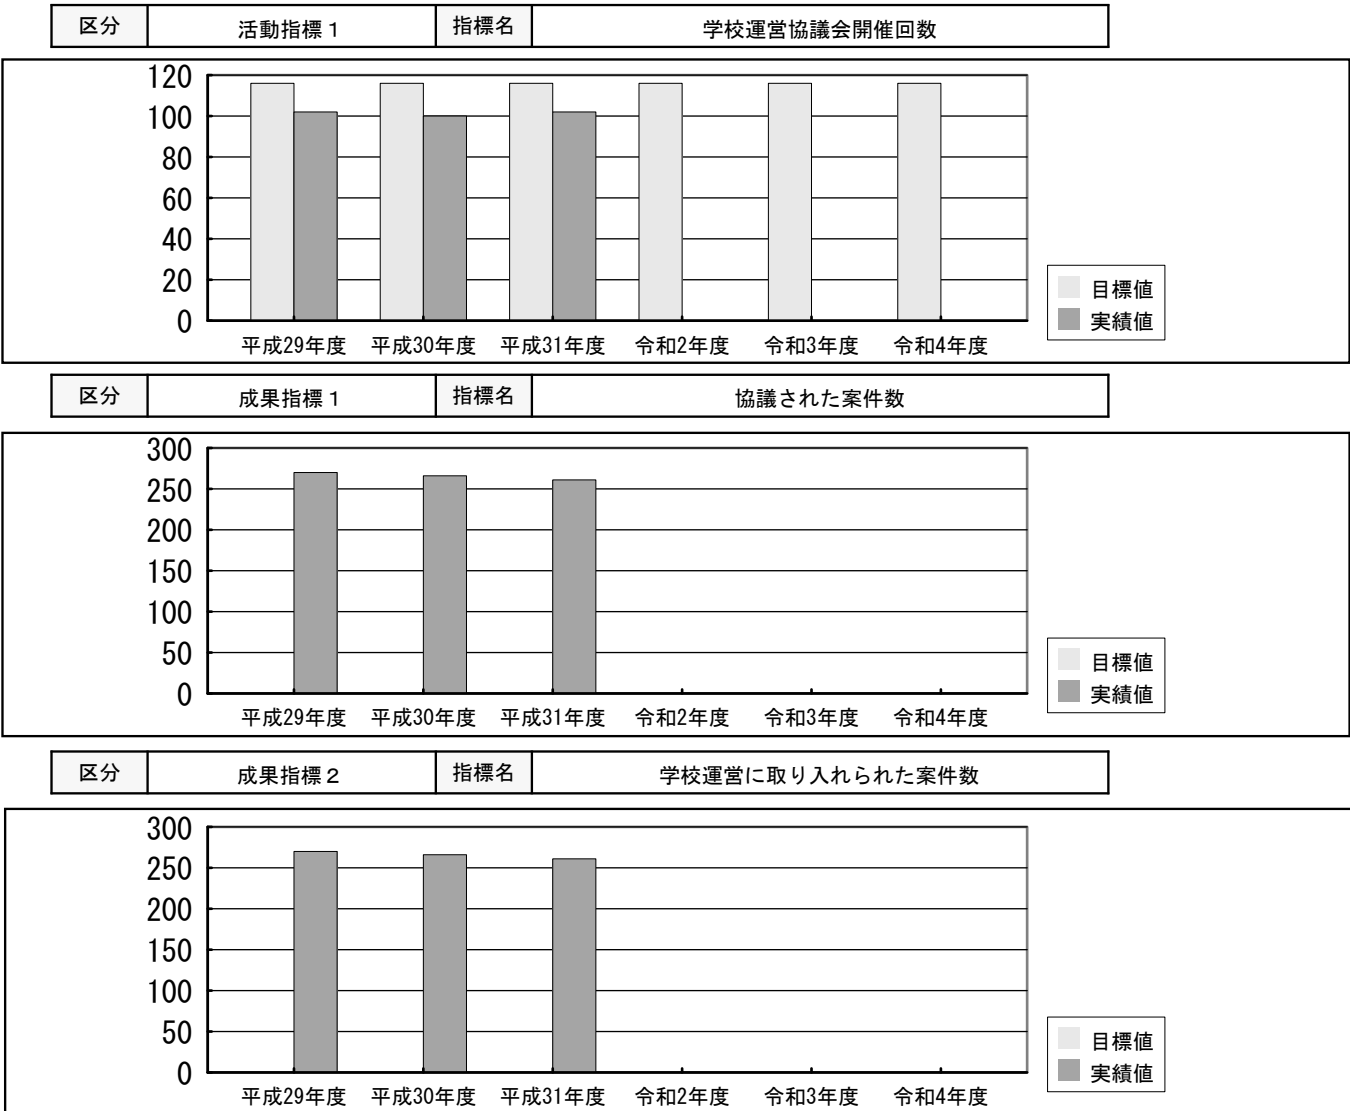 区分 活動指標１ 指標名 学校運営協議会開催回数
120
100
80
60
40
20
0
平成29年度 平成30年度 平成31年度 令和2年度 令和3年度 令和4年度
目標値
実績値
区分 成果指標１ 指標名 協議された案件数
300
250
200
150
100
50
0
平成29年度 平成30年度 平成31年度 令和2年度 令和3年度 令和4年度
目標値
実績値
区分 成果指標２ 指標名 学校運営に取り入れられた案件数
300
250
200
150
100
50
0
平成29年度 平成30年度 平成31年度 令和2年度 令和3年度 令和4年度
目標値
実績値